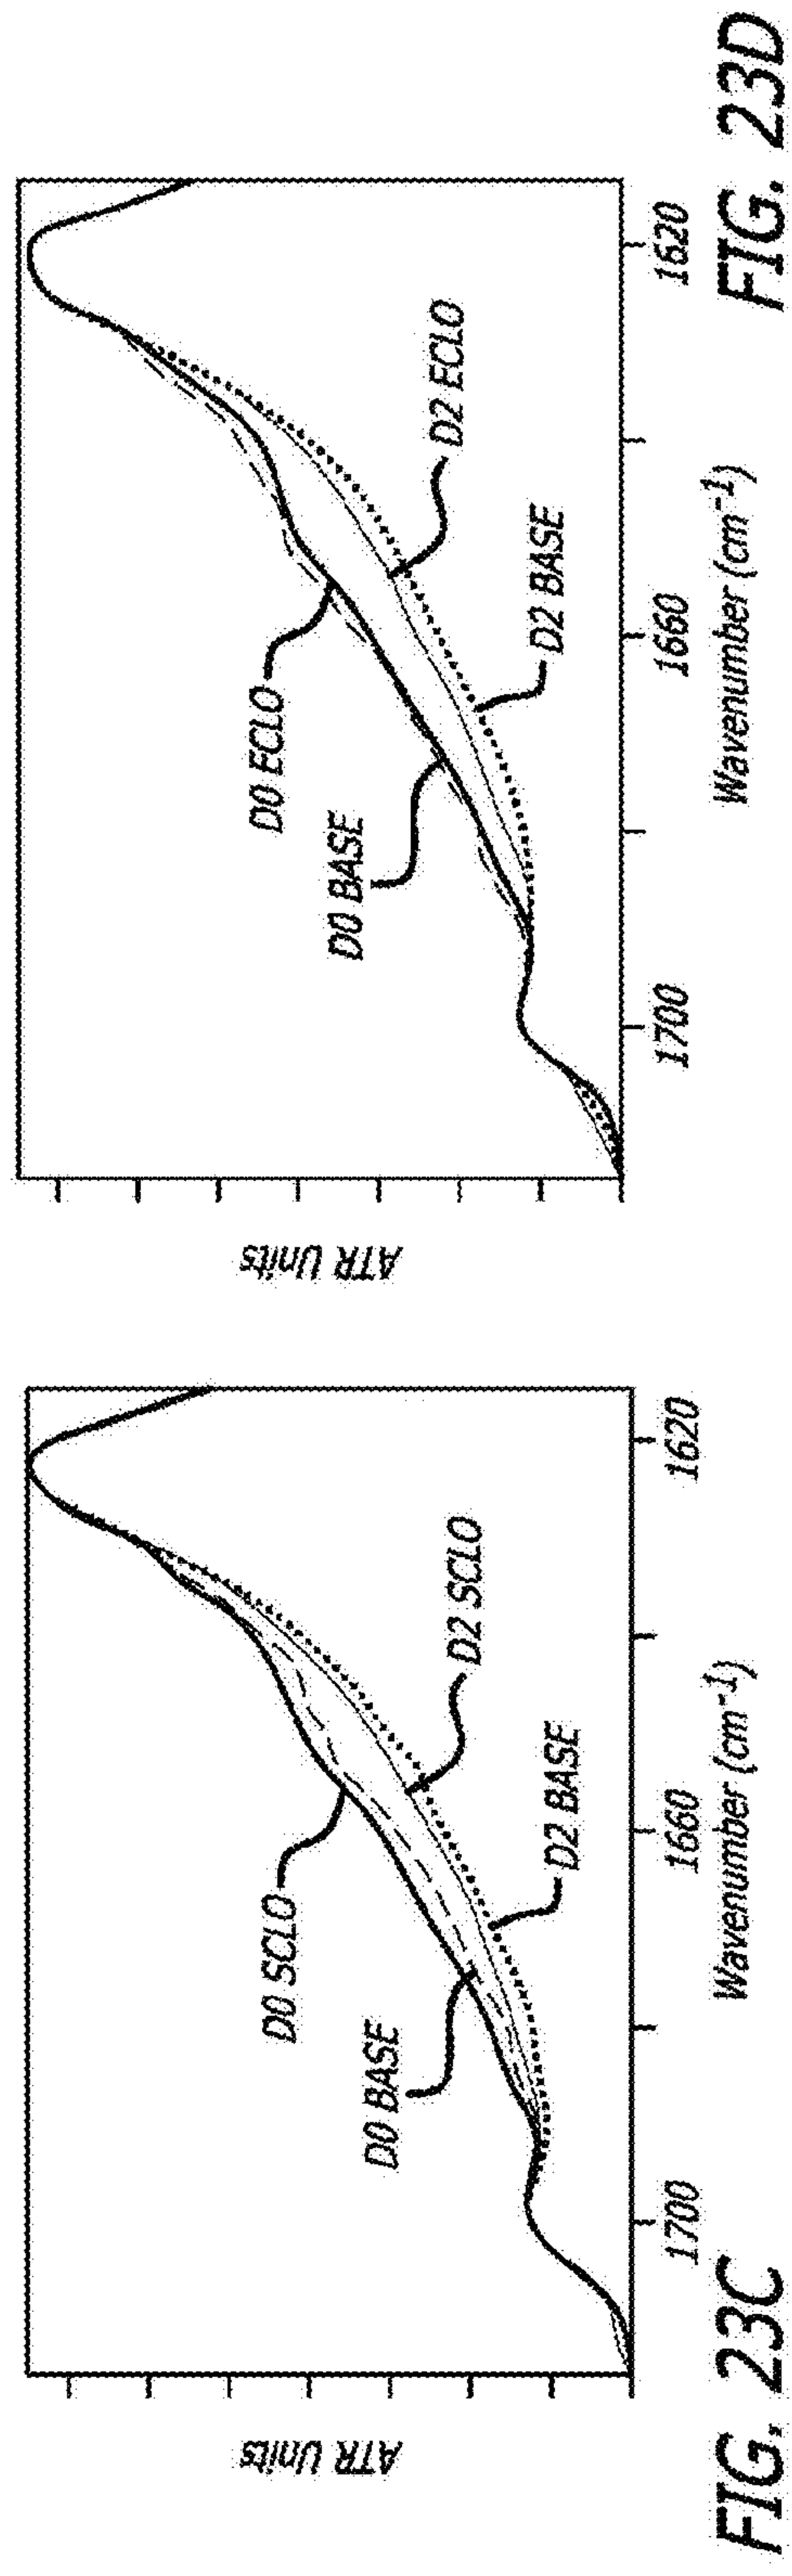 ATR Units
D0 SCLO
D0 BASE
D2 SCLO
D2 BASE
1700
1660
1620
Wavenumber (cm⁻¹)
FIG. 23C
ATR Units
D0 ECLO
D0 BASE
D2 ECLO
D2 BASE
1700
1660
1620
Wavenumber (cm⁻¹)
FIG. 23D